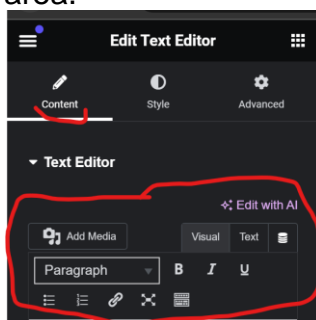 area.
Edit Text Editor
Content Style Advanced
Text Editor
Edit with AI
Add Media Visual Text
Paragraph B I U